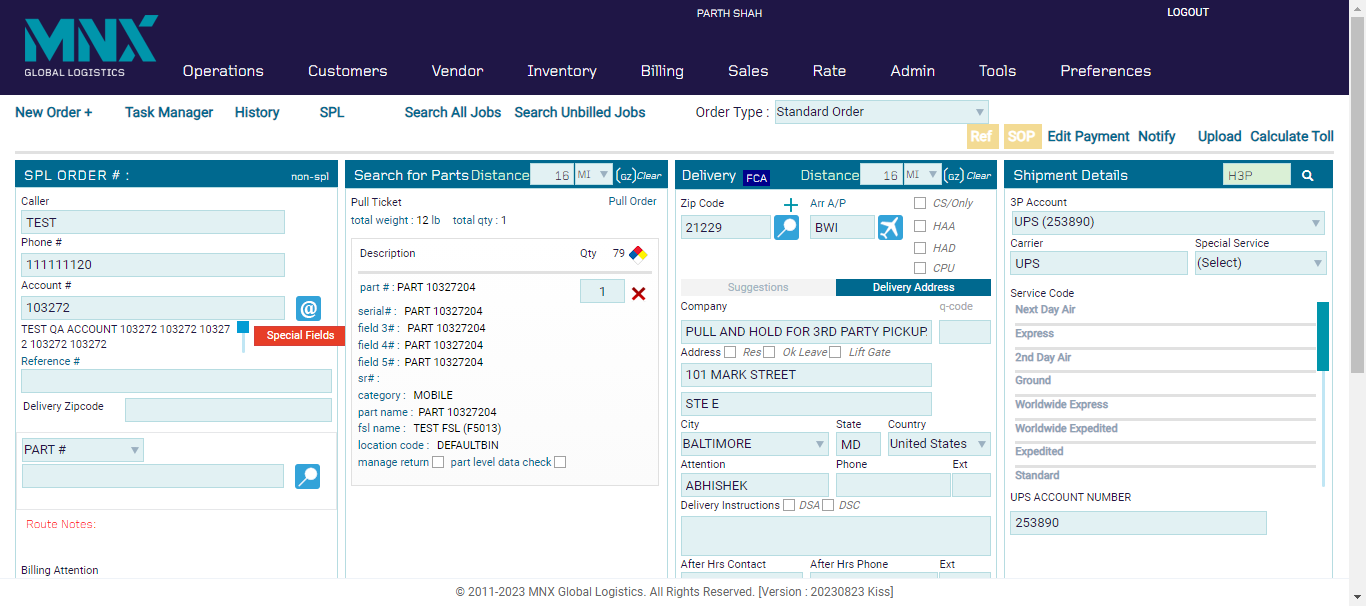 PARTH SHAH
LOGOUT
MNX
GLOBAL LOGISTICS
Operations Customers Vendor Inventory Billing Sales Rate Admin Tools Preferences
New Order + Task Manager History SPL Search All Jobs Search Unbilled Jobs Order Type : Standard Order
Ref SOP Edit Payment Notify Upload Calculate Toll
SPL ORDER # : non-spl
Caller
TEST
Phone #
111111120
Account #
103272
@
TEST QA ACCOUNT 103272 103272 10327
2 103272 103272
Special Fields
Reference #
Delivery Zipcode
PART #
Route Notes:
Billing Attention
Search for Parts Distance 16 MI (GZ) Clear
Pull Ticket Pull Order
total weight : 12 lb total qty : 1
Description Qty 79
part # : PART 10327204 1
serial# : PART 10327204
field 3# : PART 10327204
field 4# : PART 10327204
field 5# : PART 10327204
sr# :
category : MOBILE
part name : PART 10327204
fsl name : TEST FSL (F5013)
location code : DEFAULTBIN
manage return part level data check
Delivery FCA Distance 16 MI (GZ) Clear
Zip Code Arr A/P CS/Only
21229 BWI HAA
HAD
CPU
Suggestions Delivery Address
Company q-code
PULL AND HOLD FOR 3RD PARTY PICKUP.
Address Res Ok Leave Lift Gate
101 MARK STREET
STE E
City State Country
BALTIMORE MD United States
Attention Phone Ext
ABHISHEK
Delivery Instructions DSA DSC
After Hrs Contact After Hrs Phone Ext
Shipment Details H3P
3P Account
UPS (253890)
Carrier Special Service
UPS (Select)
Service Code
Next Day Air
Express
2nd Day Air
Ground
Worldwide Express
Worldwide Expedited
Expedited
Standard
UPS ACCOUNT NUMBER
253890
© 2011-2023 MNX Global Logistics. All Rights Reserved. [Version : 20230823 Kiss]